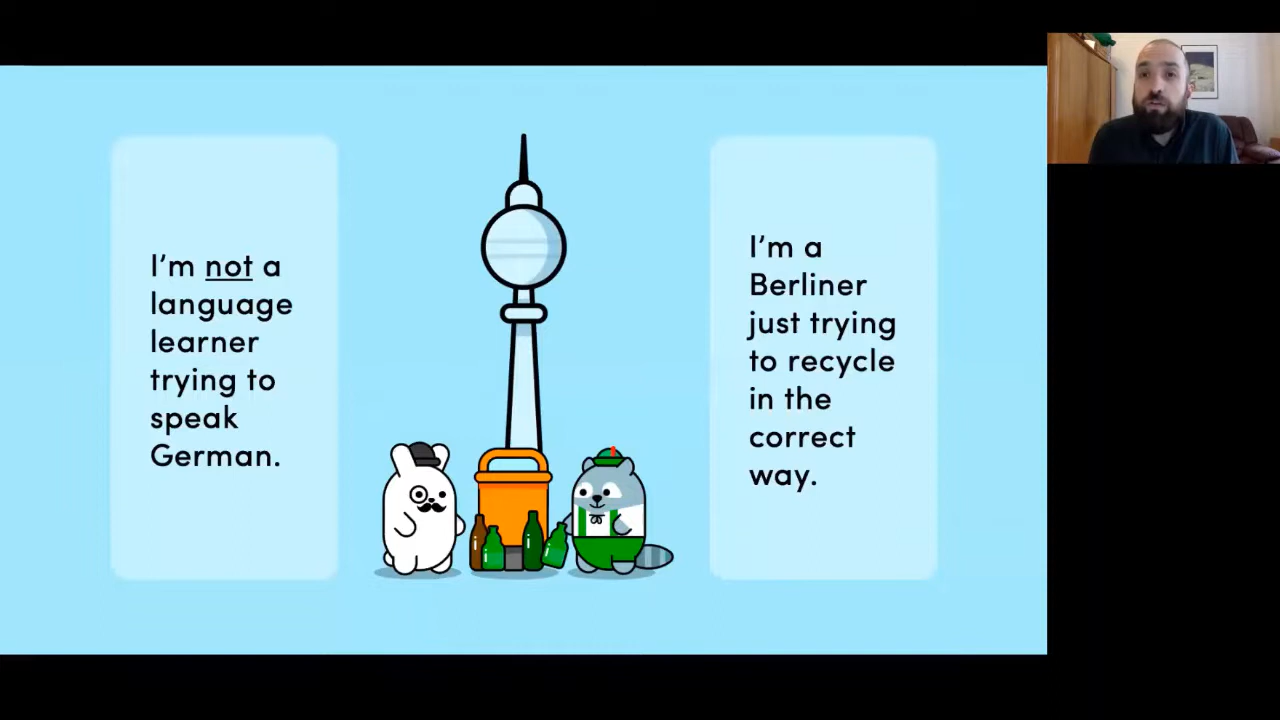 I'm not a
language
learner
trying to
speak
German.
I'm a
Berliner
just trying
to recycle
in the
correct
way.